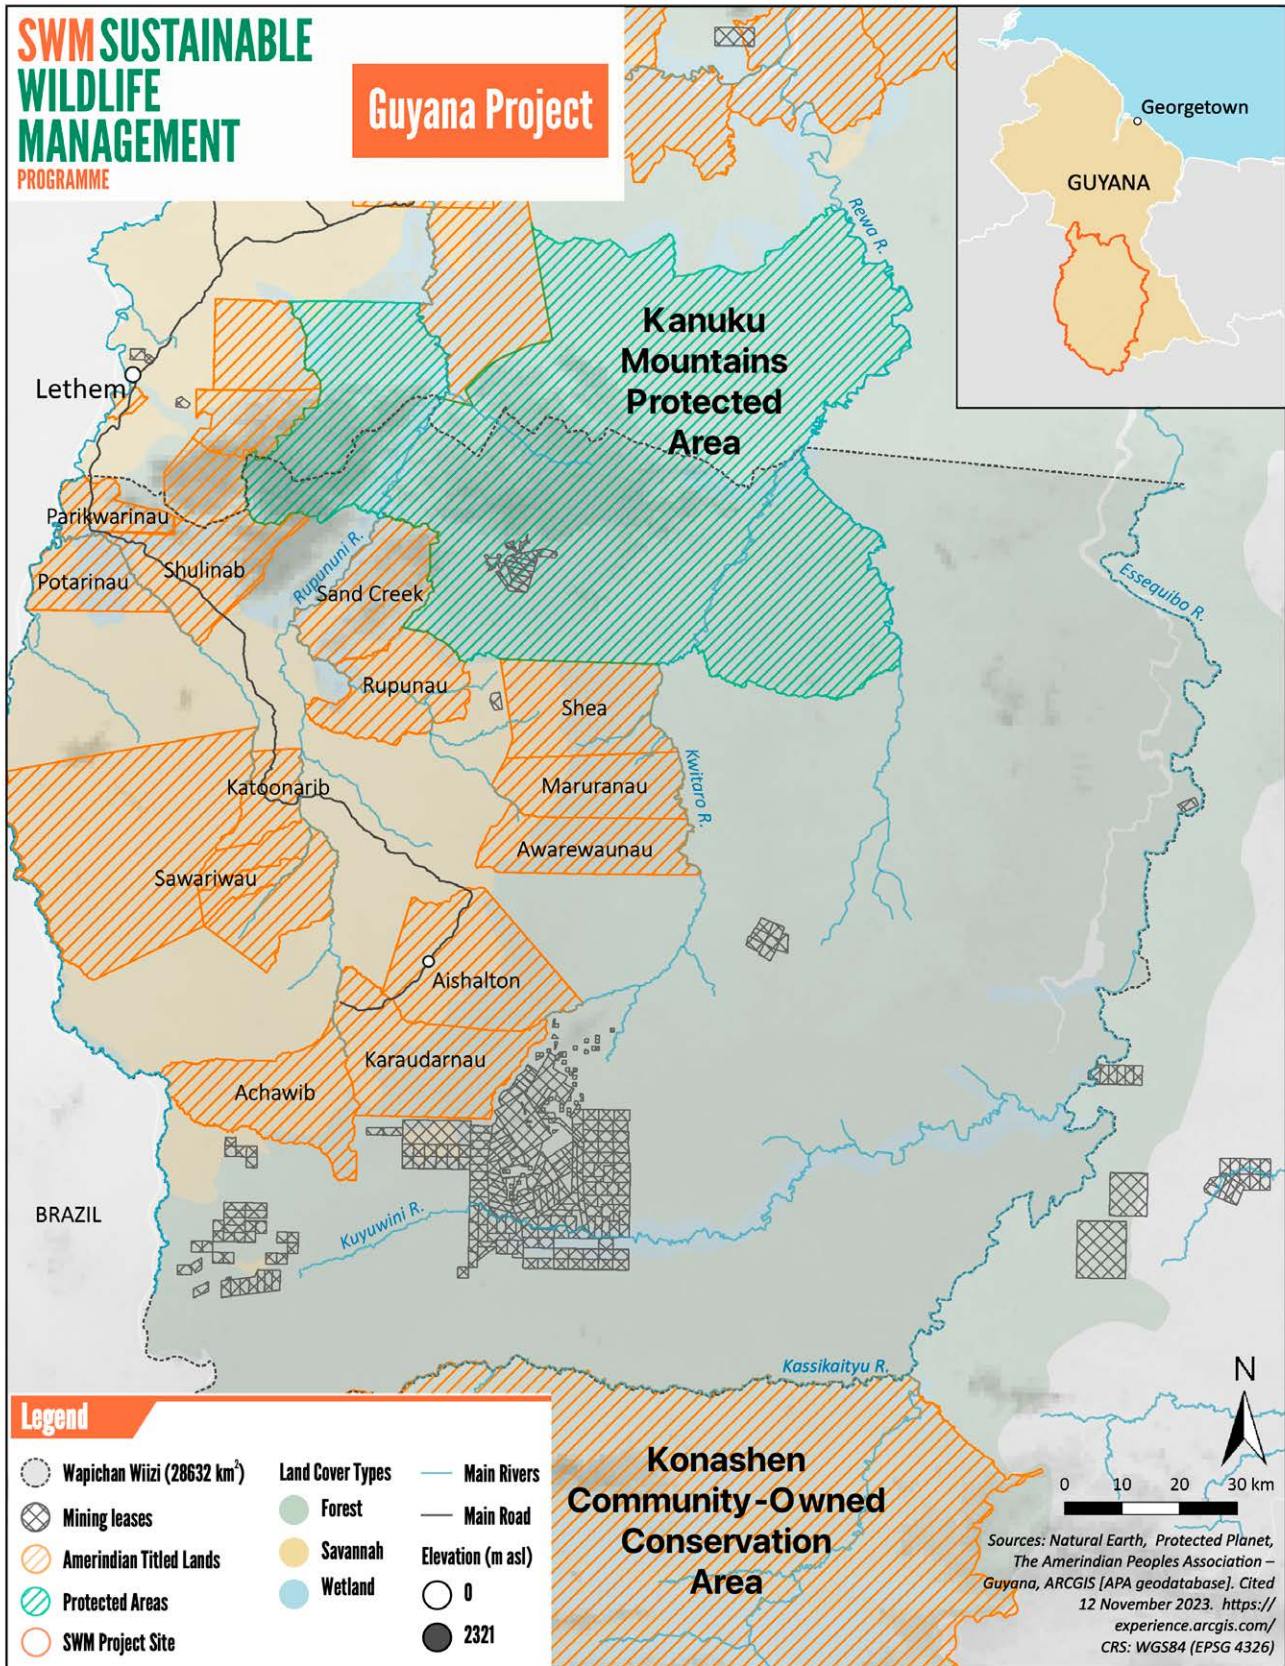 SWM SUSTAINABLE
WILDLIFE
MANAGEMENT
PROGRAMME
Guyana Project
Georgetown
GUYANA
Rewa R.
Kanuku
Mountains
Protected
Area
Lethem
Parikwarinau
Potarinau
Shulinab
Rupununi R.
Sand Creek
Essequibo R.
Rupunau
Shea
Katoonarib
Maruranau
Kwitaro R.
Awarewaunau
Sawariwau
Aishalton
Karaudarnau
Achawib
BRAZIL
Kuyuwini R.
Kassikaityu R.
Konashen
Community-Owned
Conservation
Area
N
0 10 20 30 km
Legend
Wapichan Wiizi (28632 km²)
Mining leases
Amerindian Titled Lands
Protected Areas
SWM Project Site
Land Cover Types
Forest
Savannah
Wetland
Main Rivers
Main Road
Elevation (m asl)
0
2321
Sources: Natural Earth, Protected Planet,
The Amerindian Peoples Association –
Guyana, ARCGIS [APA geodatabase]. Cited
12 November 2023. https://
experience.arcgis.com/
CRS: WGS84 (EPSG 4326)